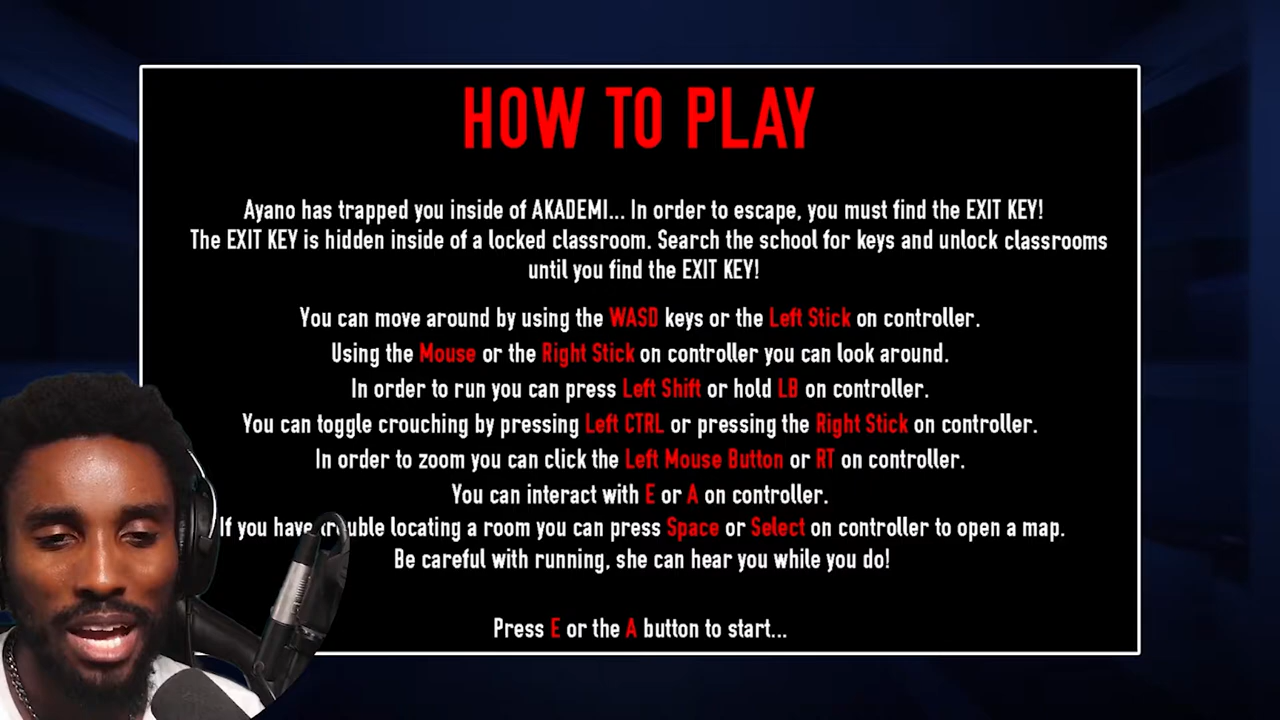 HOW TO PLAY
Ayano has trapped you inside of AKADEMI... In order to escape, you must find the EXIT KEY!
The EXIT KEY is hidden inside of a locked classroom. Search the school for keys and unlock classrooms
until you find the EXIT KEY!
You can move around by using the WASD keys or the Left Stick on controller.
Using the Mouse or the Right Stick on controller you can look around.
In order to run you can press Left Shift or hold LB on controller.
You can toggle crouching by pressing Left CTRL or pressing the Right Stick on controller.
In order to zoom you can click the Left Mouse Button or RT on controller.
You can interact with E or A on controller.
If you have trouble locating a room you can press Space or Select on controller to open a map.
Be careful with running, she can hear you while you do!
Press E or the A button to start...